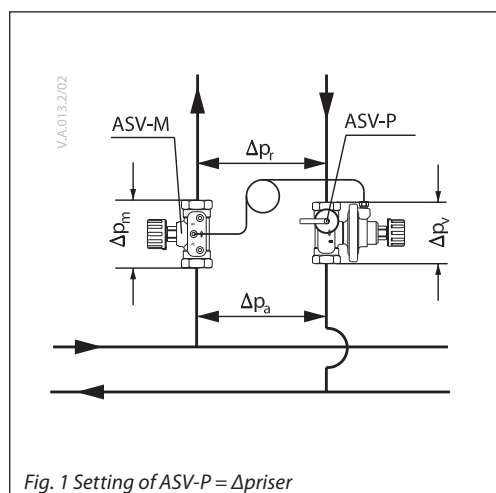 V.A.013.2/02
ASV-M
ASV-P
Δpr
Δpm
Δpv
Δpa
Fig. 1 Setting of ASV-P = Δpriser